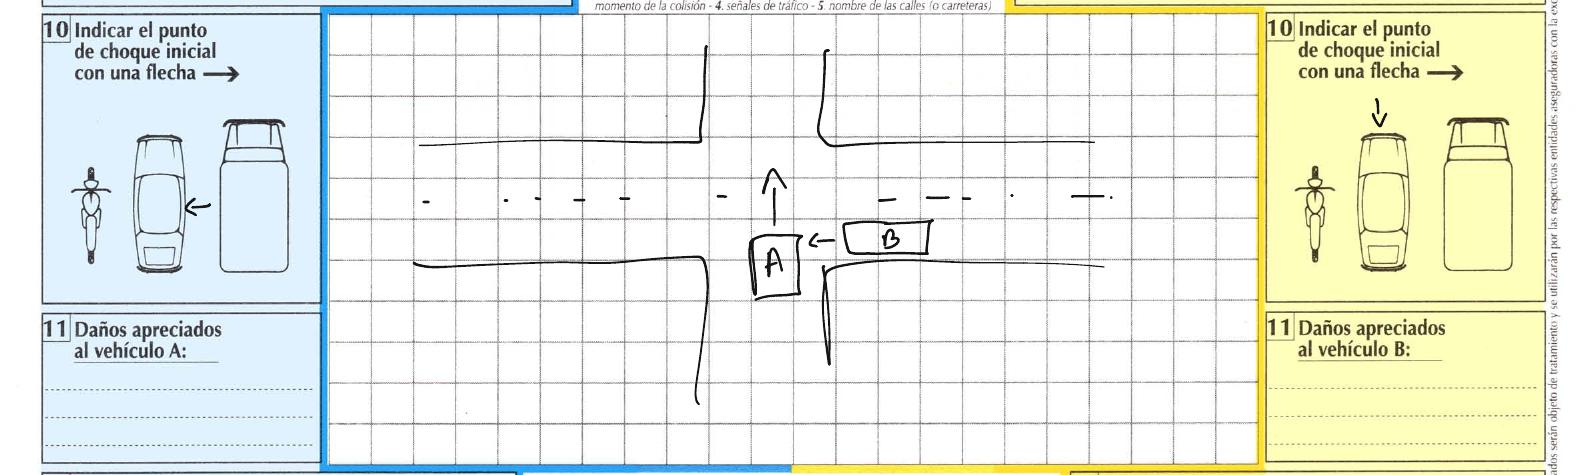 momento de la colisión - 4. señales de tráfico - 5. nombre de las calles (o carreteras)
10 Indicar el punto
de choque inicial
con una flecha →
11 Daños apreciados
al vehículo A:
A
B
10 Indicar el punto
de choque inicial
con una flecha →
11 Daños apreciados
al vehículo B:
ados serán objeto de tratamiento y se utilizarán por las respectivas entidades aseguradoras con la exc